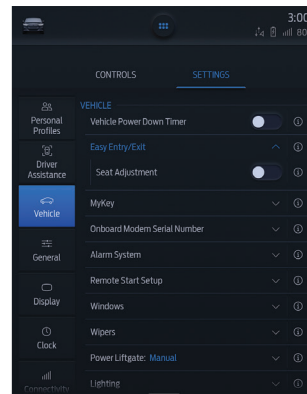 3:00
80
CONTROLS SETTINGS
VEHICLE
Personal
Profiles
Vehicle Power Down Timer
Easy Entry/Exit
Driver
Assistance
Seat Adjustment
Vehicle
MyKey
Onboard Modem Serial Number
General
Alarm System
Remote Start Setup
Display
Windows
Wipers
Clock
Power Liftgate: Manual
Connectivity
Lighting